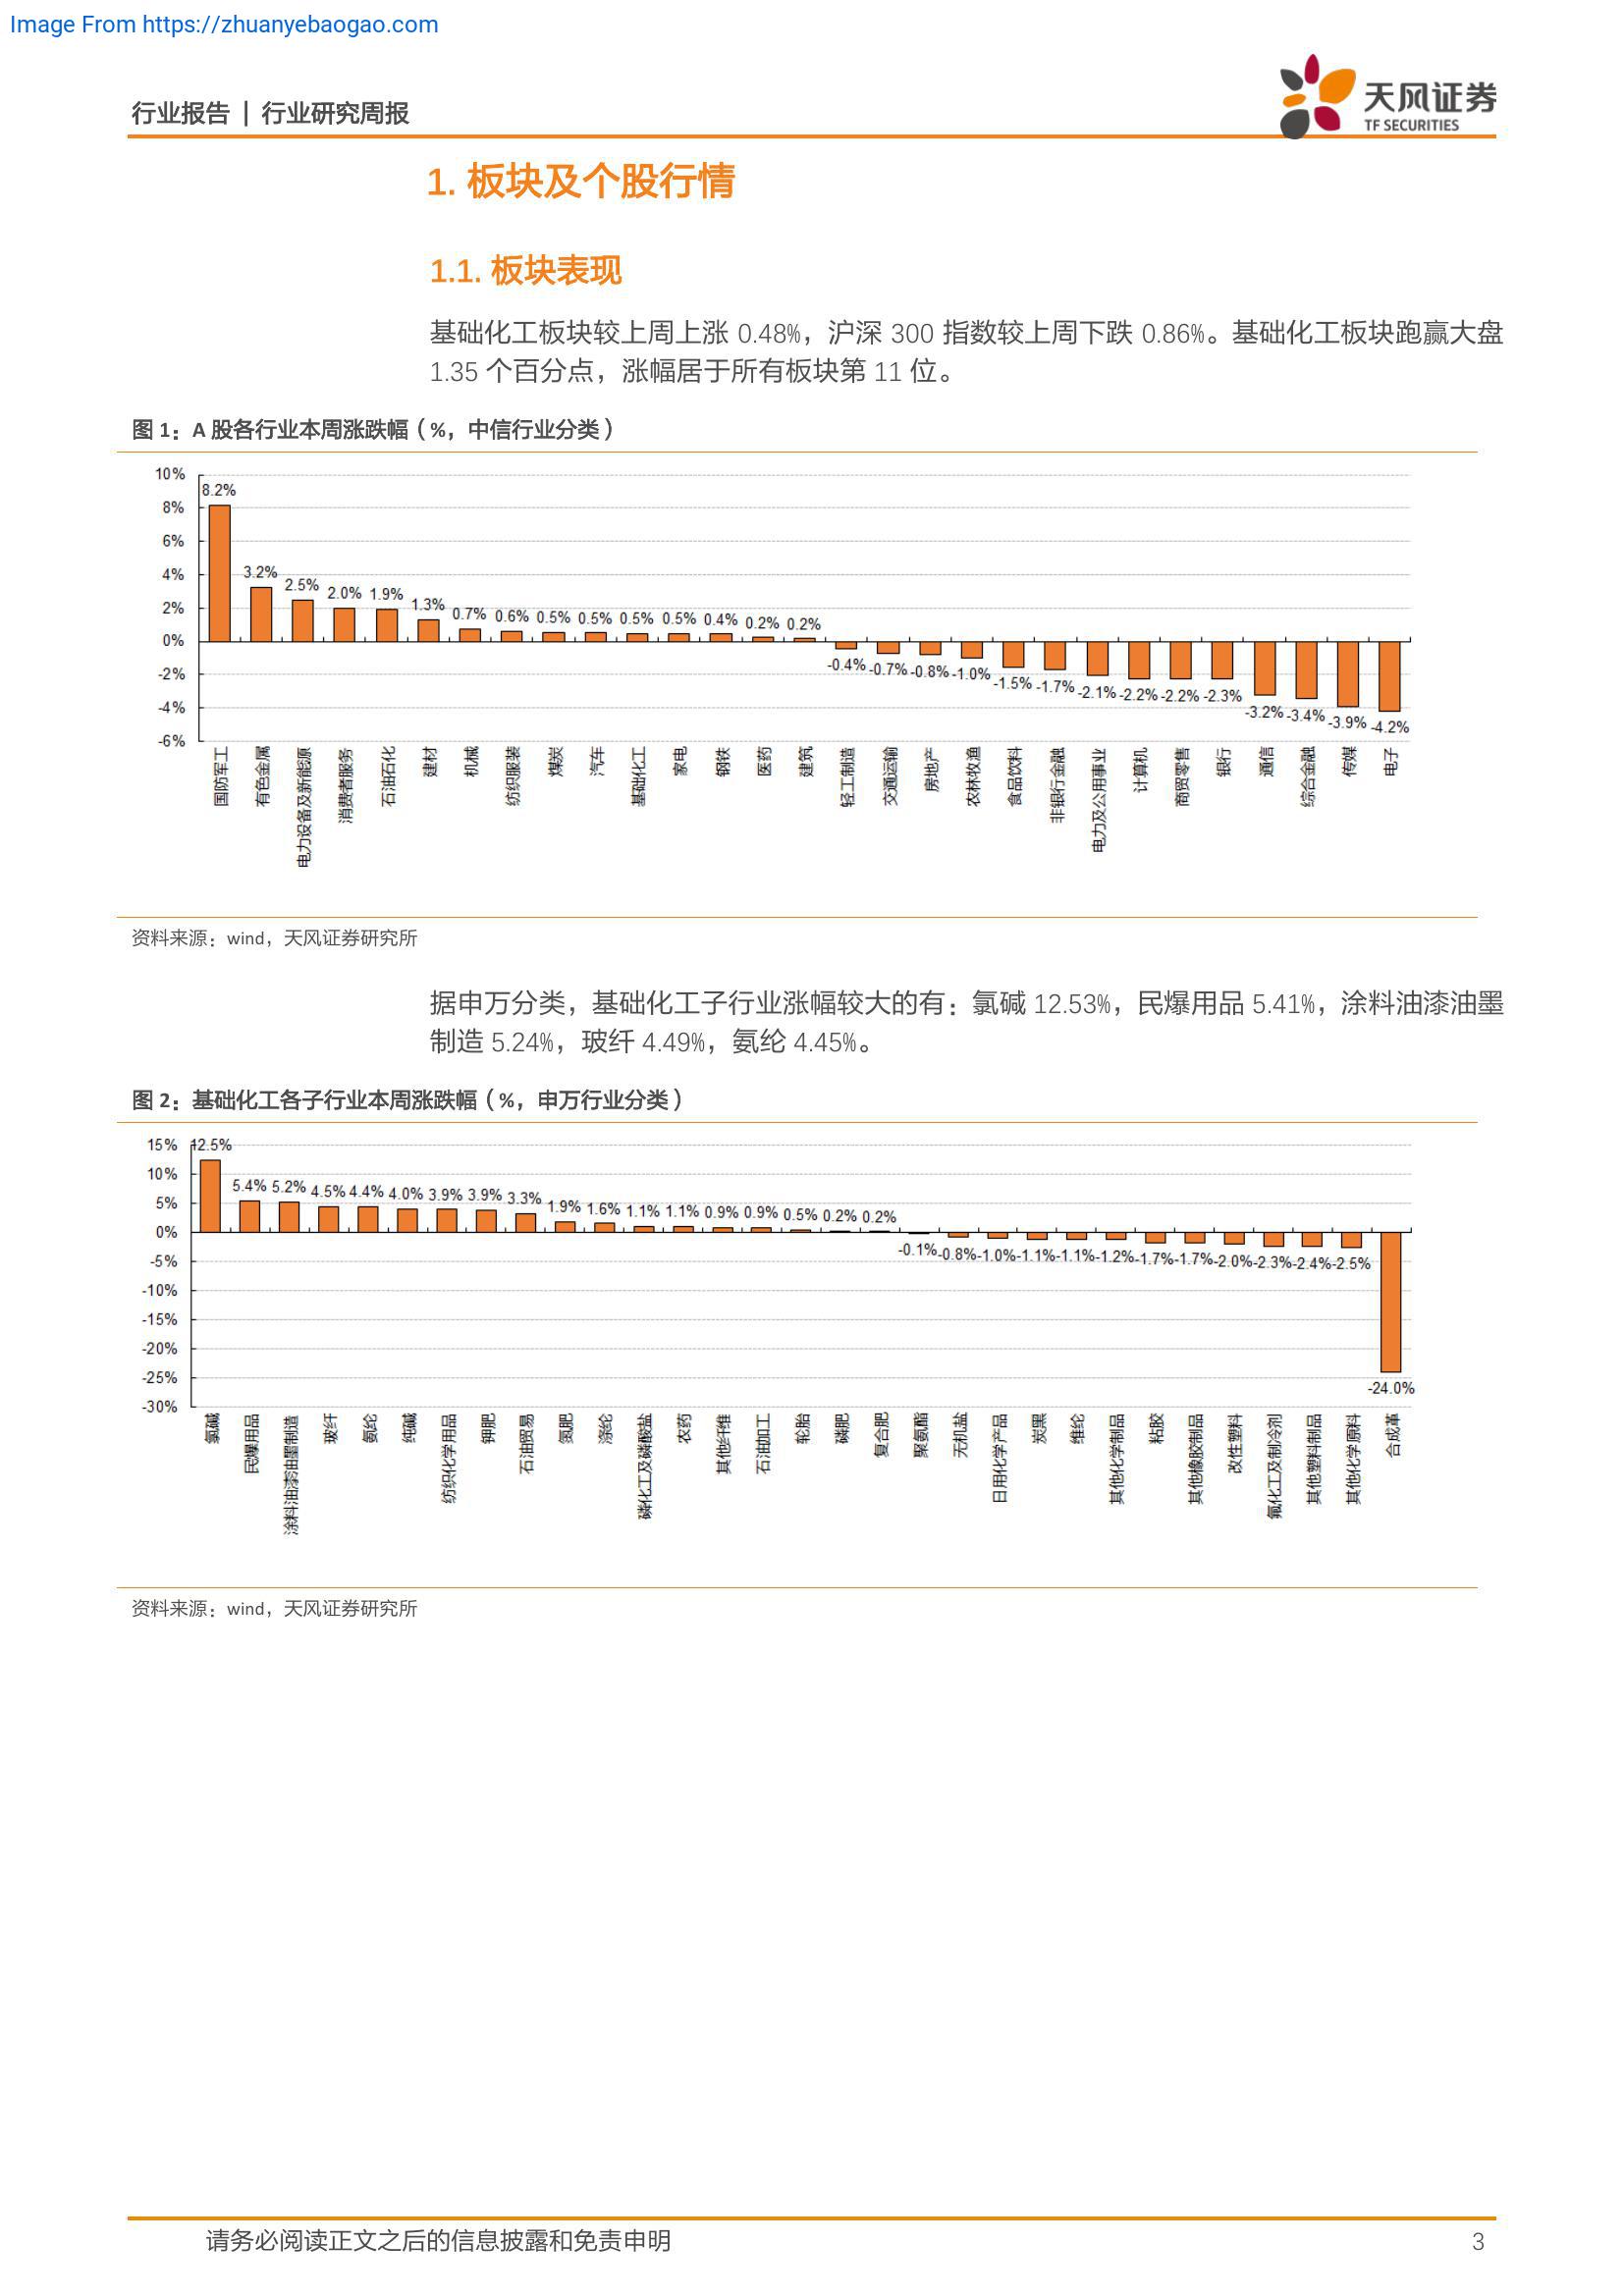 Image From https://zhuanyebaogao.com
行业报告 | 行业研究周报
天风证券
TF SECURITIES
1. 板块及个股行情
1.1. 板块表现
基础化工板块较上周上涨 0.48%，沪深 300 指数较上周下跌 0.86%。基础化工板块跑赢大盘
1.35 个百分点，涨幅居于所有板块第 11 位。
图 1：A 股各行业本周涨跌幅（%，中信行业分类）
10%
8%
6%
4%
2%
0%
-2%
-4%
-6%
8.2%
3.2%
2.5%
2.0%
1.9%
1.3%
0.7%
0.6%
0.5%
0.5%
0.5%
0.5%
0.4%
0.2%
0.2%
-0.4%
-0.7%
-0.8%
-1.0%
-1.5%
-1.7%
-2.1%
-2.2%
-2.2%
-2.3%
-3.2%
-3.4%
-3.9%
-4.2%
国防军工
有色金属
电力设备及新能源
消费者服务
石油石化
建材
机械
纺织服装
煤炭
汽车
基础化工
家电
钢铁
医药
建筑
轻工制造
交通运输
房地产
农林牧渔
食品饮料
非银行金融
电力及公用事业
计算机
商贸零售
银行
通信
综合金融
传媒
电子
资料来源：wind，天风证券研究所
据申万分类，基础化工子行业涨幅较大的有：氯碱 12.53%，民爆用品 5.41%，涂料油漆油墨
制造 5.24%，玻纤 4.49%，氨纶 4.45%。
图 2：基础化工各子行业本周涨跌幅（%，申万行业分类）
15%
10%
5%
0%
-5%
-10%
-15%
-20%
-25%
-30%
12.5%
5.4%
5.2%
4.5%
4.4%
4.0%
3.9%
3.9%
3.3%
1.9%
1.6%
1.1%
1.1%
0.9%
0.9%
0.5%
0.2%
0.2%
-0.1%
-0.8%
-1.0%
-1.1%
-1.1%
-1.2%
-1.7%
-1.7%
-2.0%
-2.3%
-2.4%
-2.5%
-24.0%
氯碱
民爆用品
涂料油漆油墨制造
玻纤
氨纶
纯碱
纺织化学用品
钾肥
石油贸易
氮肥
涤纶
磷化工及磷酸盐
农药
其他纤维
石油加工
轮胎
磷肥
复合肥
聚氨酯
无机盐
日用化学产品
炭黑
维纶
其他化学制品
粘胶
其他橡胶制品
改性塑料
氟化工及制冷剂
其他塑料制品
其他化学原料
合成革
资料来源：wind，天风证券研究所
请务必阅读正文之后的信息披露和免责申明
3